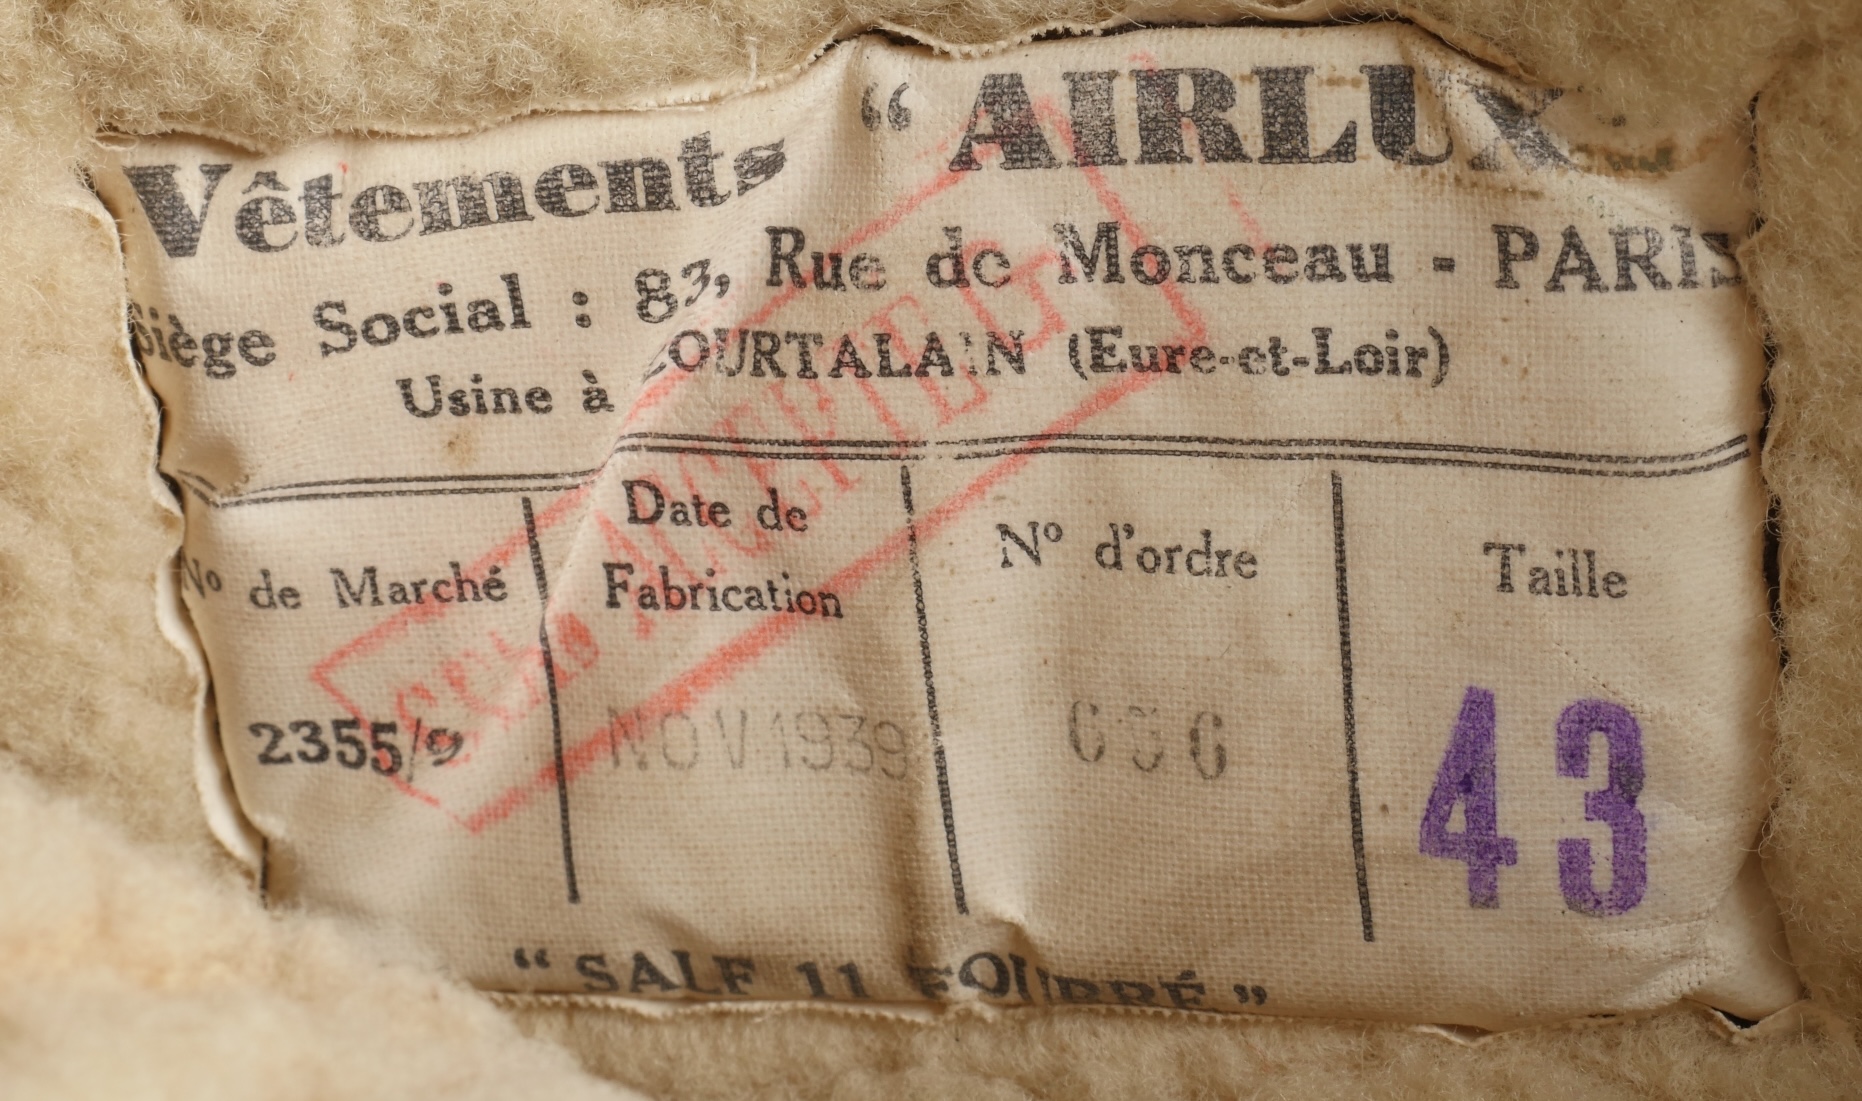 Vêtements “AIRLUX
Siège Social : 83, Rue de Monceau - PARIS
Usine à COURTALAIN (Eure-et-Loir)
N° de Marché
Date de
Fabrication
N° d'ordre
Taille
2355/9
NOV 1939
43
ACCEPTEG
“SALF 11 FOURRÉ”